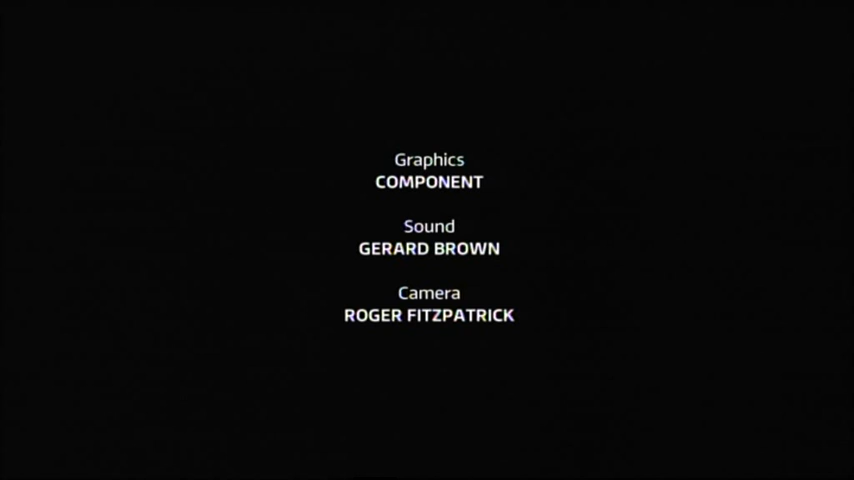 Graphics
COMPONENT
Sound
GERARD BROWN
Camera
ROGER FITZPATRICK